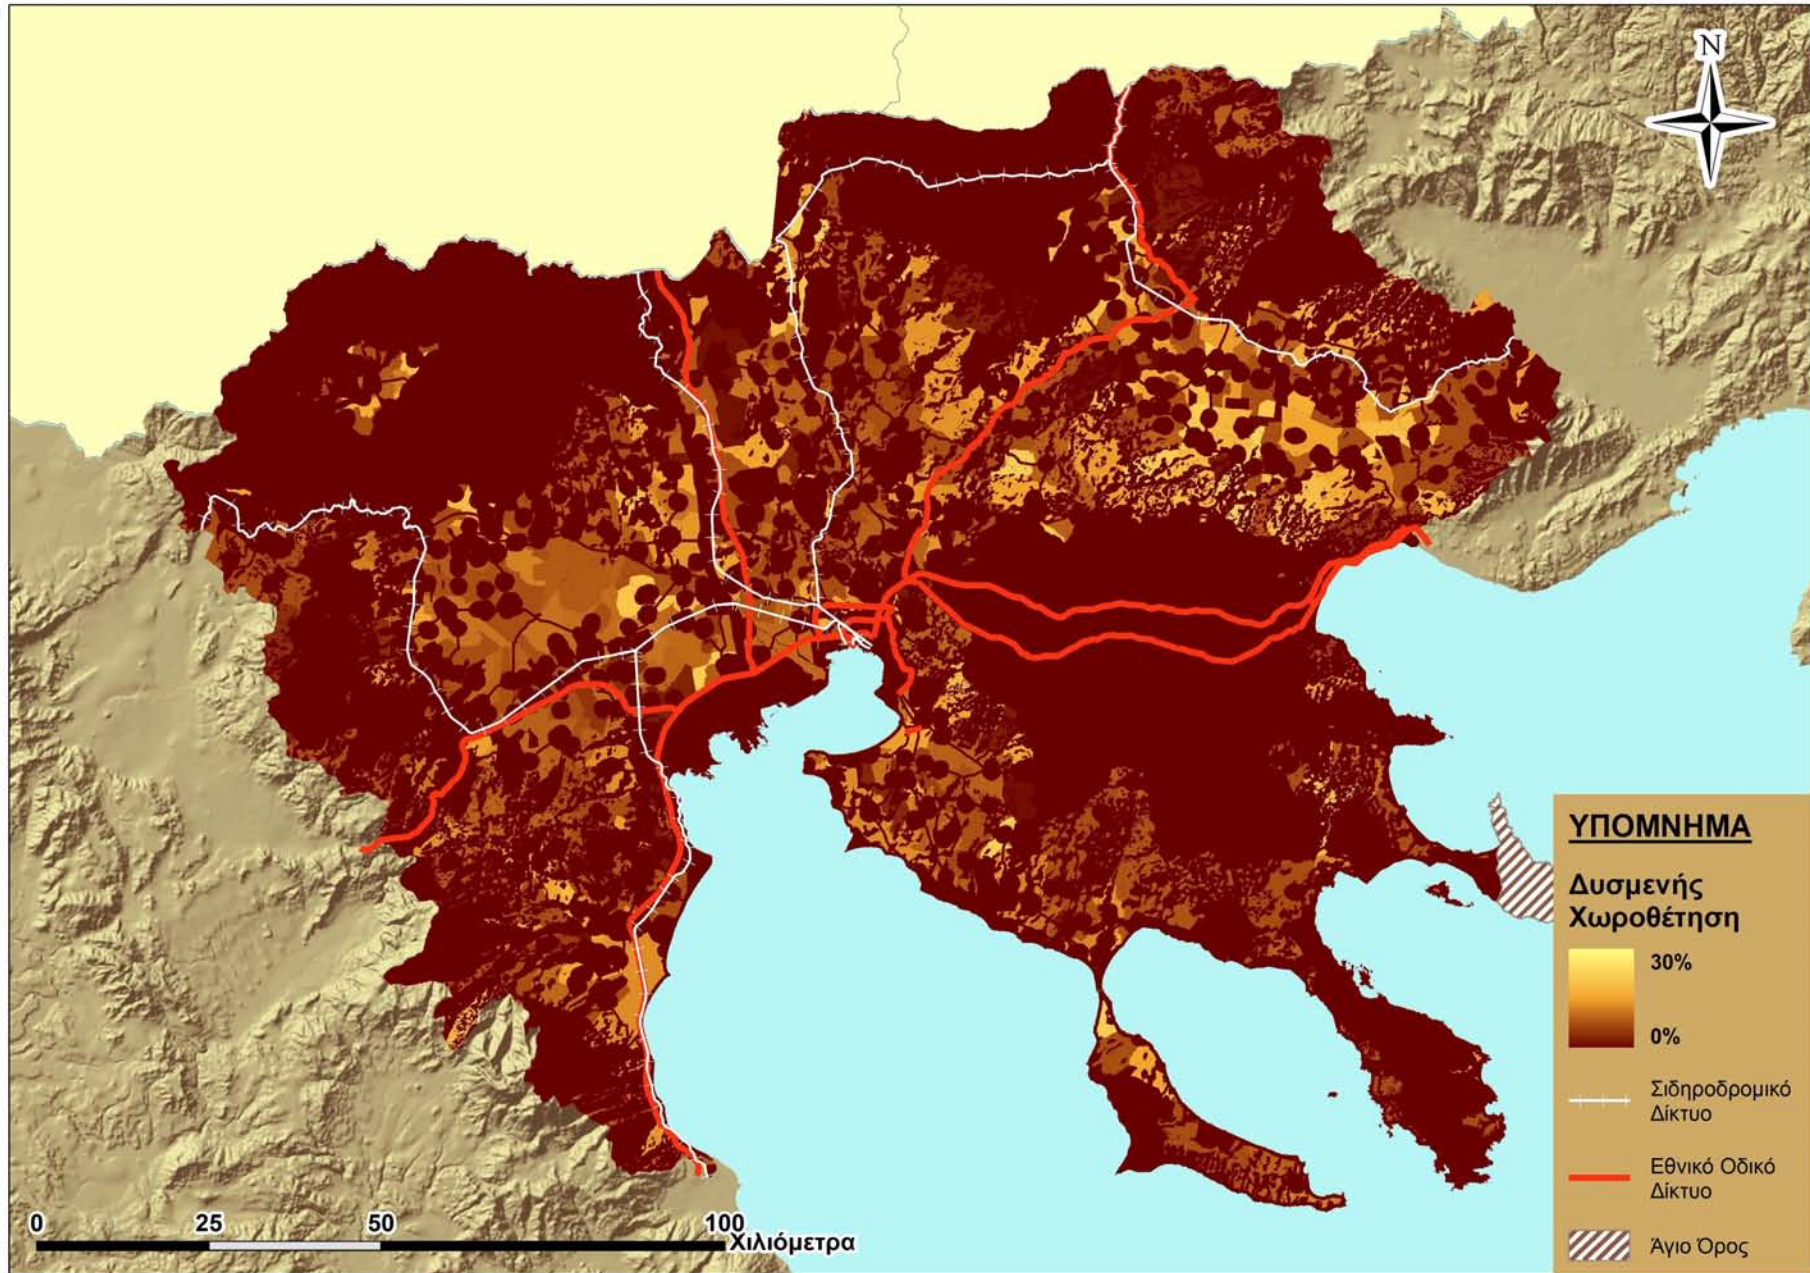 N
ΥΠΟΜΝΗΜΑ
Δυσμενής
Χωροθέτηση
30%
0%
Σιδηροδρομικό
Δίκτυο
Εθνικό Οδικό
Δίκτυο
Άγιο Όρος
0 25 50 100
Χιλιόμετρα